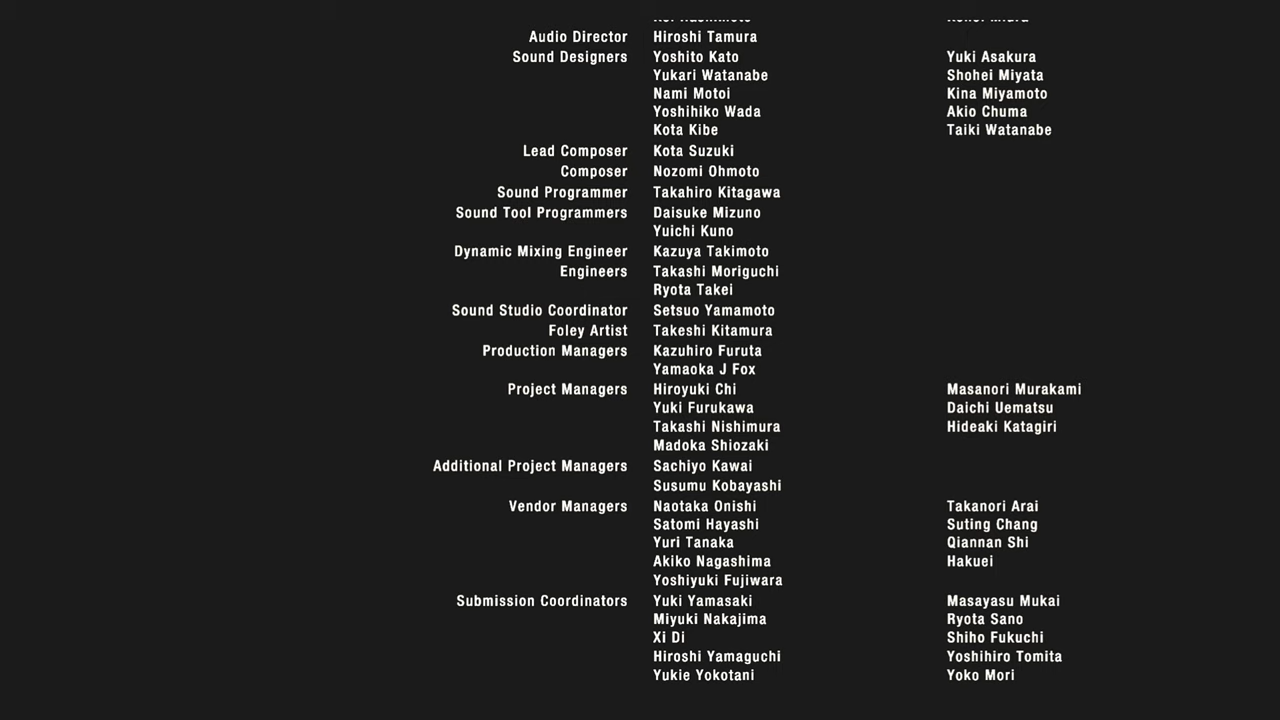 Audio Director Hiroshi Tamura
Sound Designers Yoshito Kato Yuki Asakura
Yukari Watanabe Shohei Miyata
Nami Motoi Kina Miyamoto
Yoshihiko Wada Akio Chuma
Kota Kibe Taiki Watanabe
Lead Composer Kota Suzuki
Composer Nozomi Ohmoto
Sound Programmer Takahiro Kitagawa
Sound Tool Programmers Daisuke Mizuno
Yuichi Kuno
Dynamic Mixing Engineer Kazuya Takimoto
Engineers Takashi Moriguchi
Ryota Takei
Sound Studio Coordinator Setsuo Yamamoto
Foley Artist Takeshi Kitamura
Production Managers Kazuhiro Furuta
Yamaoka J Fox
Project Managers Hiroyuki Chi Masanori Murakami
Yuki Furukawa Daichi Uematsu
Takashi Nishimura Hideaki Katagiri
Madoka Shiozaki
Additional Project Managers Sachiyo Kawai
Susumu Kobayashi
Vendor Managers Naotaka Onishi Takanori Arai
Satomi Hayashi Suting Chang
Yuri Tanaka Qiannan Shi
Akiko Nagashima Hakuei
Yoshiyuki Fujiwara
Submission Coordinators Yuki Yamasaki Masayasu Mukai
Miyuki Nakajima Ryota Sano
Xi Di Shiho Fukuchi
Hiroshi Yamaguchi Yoshihiro Tomita
Yukie Yokotani Yoko Mori